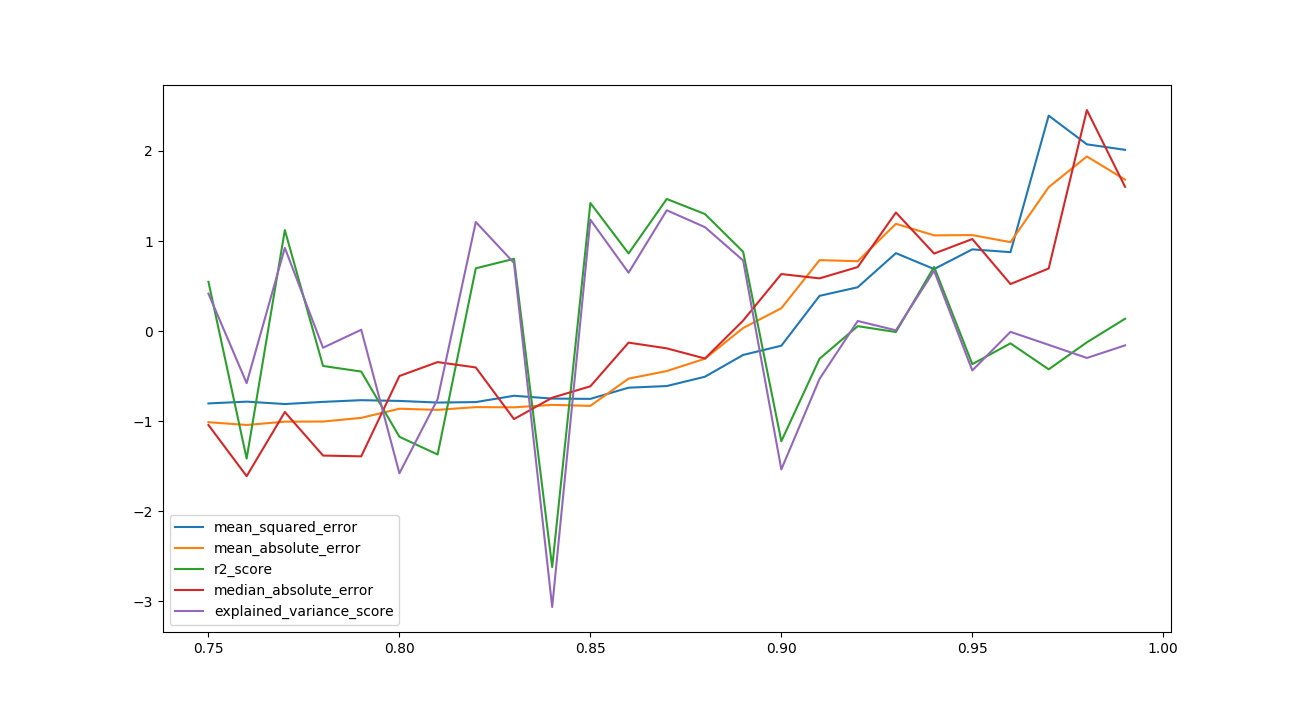 2
1
0
−1
−2
−3
mean_squared_error
mean_absolute_error
r2_score
median_absolute_error
explained_variance_score
0.75 0.80 0.85 0.90 0.95 1.00